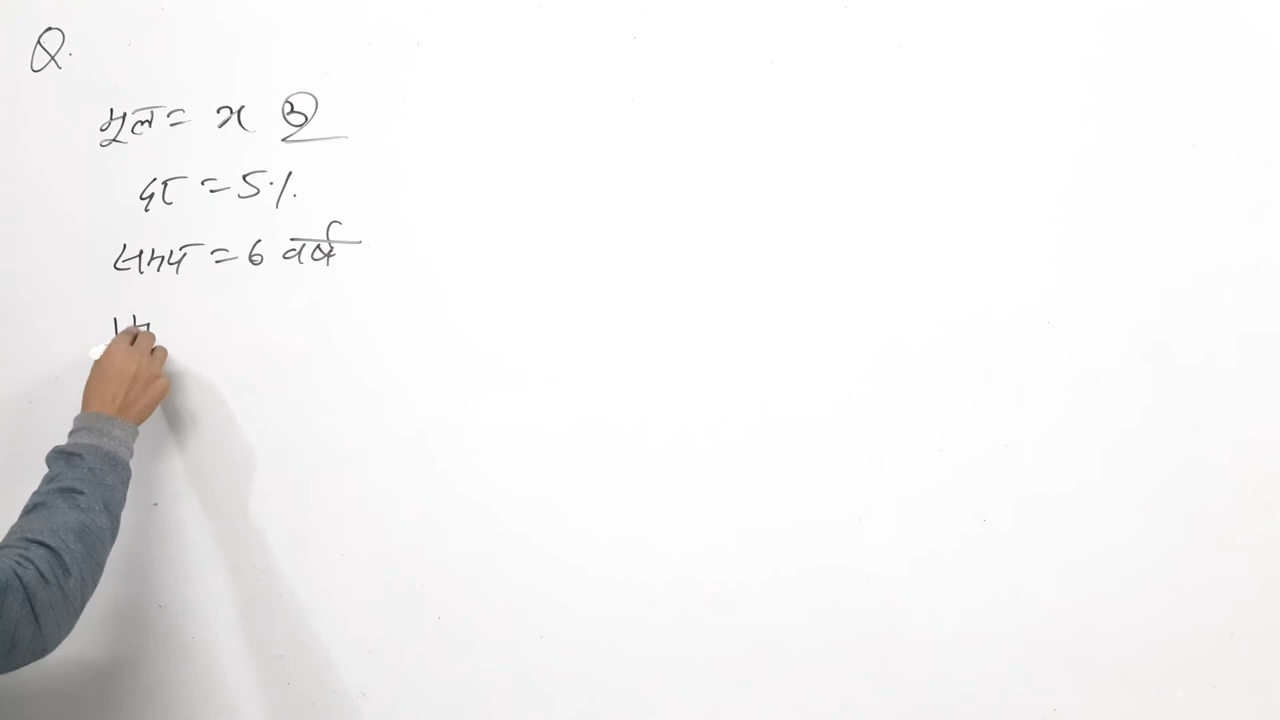 Q.
मूल = x रु
दर = 5%
समय = 6 वर्ष